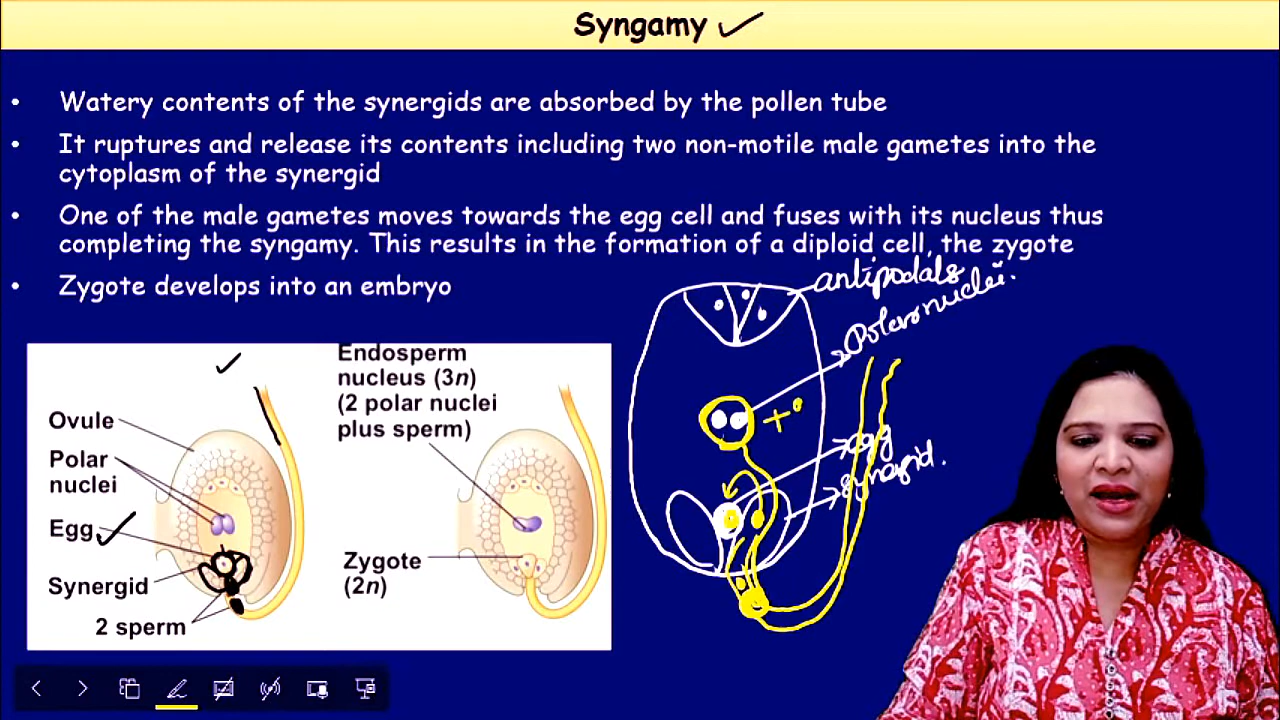 Syngamy
• Watery contents of the synergids are absorbed by the pollen tube
• It ruptures and release its contents including two non-motile male gametes into the
cytoplasm of the synergid
• One of the male gametes moves towards the egg cell and fuses with its nucleus thus
completing the syngamy. This results in the formation of a diploid cell, the zygote
• Zygote develops into an embryo
antipodals
Polar nuclei.
+
egg
synergid.
Ovule
Polar
nuclei
Egg
Synergid
2 sperm
Endosperm
nucleus (3n)
(2 polar nuclei
plus sperm)
Zygote
(2n)